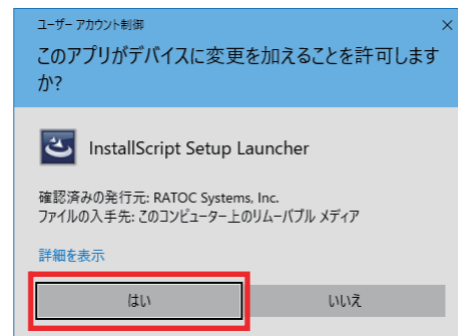 ユーザー アカウント制御
このアプリがデバイスに変更を加えることを許可します
か?
InstallScript Setup Launcher
確認済みの発行元: RATOC Systems, Inc.
ファイルの入手先: このコンピューター上のリムーバブル メディア
詳細を表示
はい
いいえ